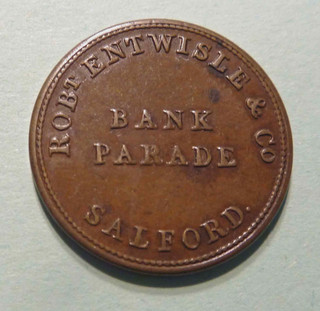 ROBT ENTWISLE & CO
BANK
PARADE
SALFORD.